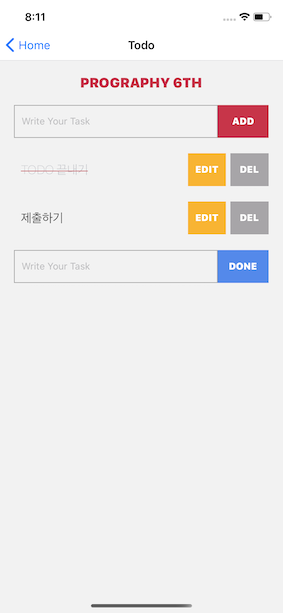 8:11
Home
Todo
PROGRAPHY 6TH
Write Your Task
ADD
TODO 끝내기
EDIT
DEL
제출하기
EDIT
DEL
Write Your Task
DONE